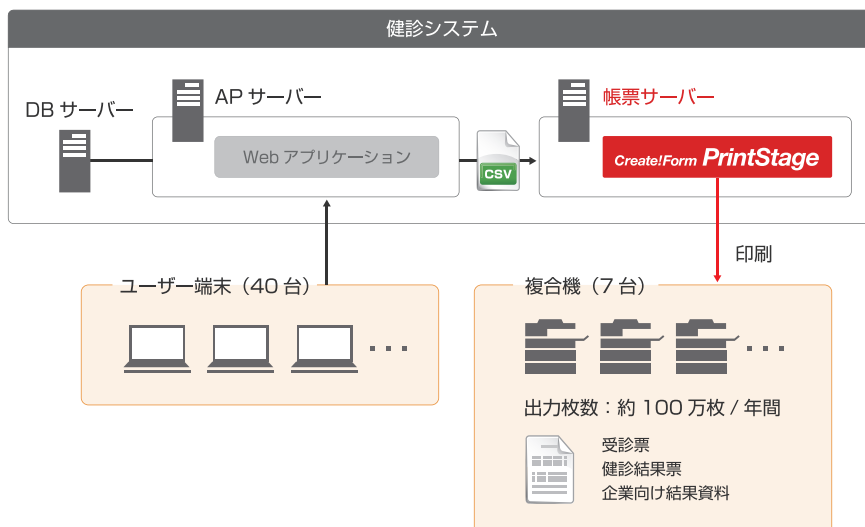 健診システム
DB サーバー
AP サーバー
Web アプリケーション
CSV
帳票サーバー
Create!Form PrintStage
印刷
ユーザー端末（40 台）
複合機（7 台）
出力枚数：約 100 万枚 / 年間
受診票
健診結果票
企業向け結果資料